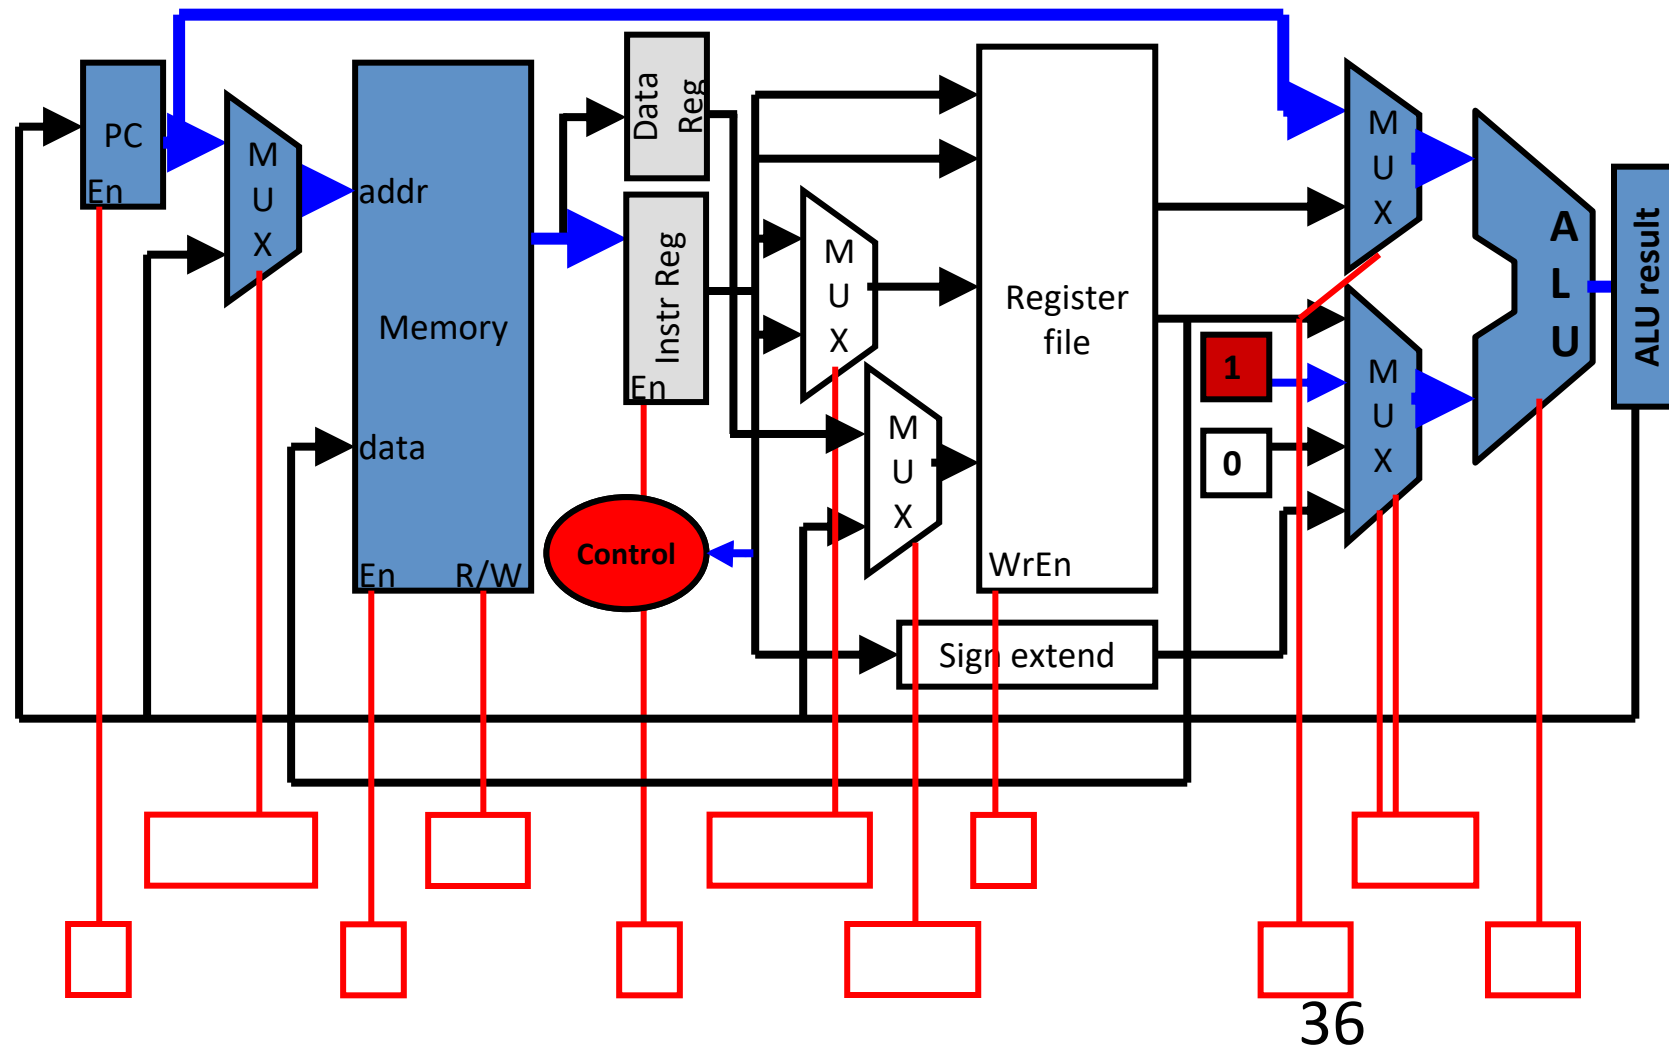 PC
En
M
U
X
addr
Memory
data
En
R/W
Data
Reg
Instr Reg
En
Control
M
U
X
M
U
X
Register
file
WrEn
Sign extend
1
0
M
U
X
M
U
X
A
L
U
ALU result
36